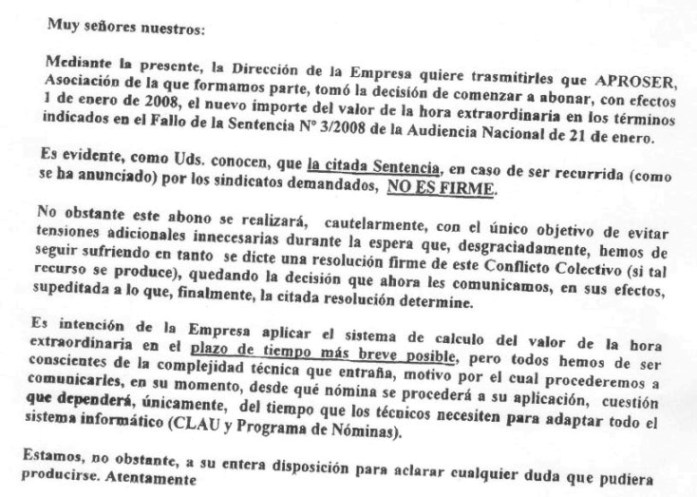 Muy señores nuestros:
Mediante la presente, la Dirección de la Empresa quiere trasmitirles que APROSER,
Asociación de la que formamos parte, tomó la decisión de comenzar a abonar, con efectos
1 de enero de 2008, el nuevo importe del valor de la hora extraordinaria en los términos
indicados en el Fallo de la Sentencia Nº 3/2008 de la Audiencia Nacional de 21 de enero.
Es evidente, como Uds. conocen, que la citada Sentencia, en caso de ser recurrida (como
se ha anunciado) por los sindicatos demandados, NO ES FIRME.
No obstante este abono se realizará, cautelarmente, con el único objetivo de evitar
tensiones adicionales innecesarias durante la espera que, desgraciadamente, hemos de
seguir sufriendo en tanto se dicte una resolución firme de este Conflicto Colectivo (si tal
recurso se produce), quedando la decisión que ahora les comunicamos, en sus efectos,
supeditada a lo que, finalmente, la citada resolución determine.
Es intención de la Empresa aplicar el sistema de calculo del valor de la hora
extraordinaria en el plazo de tiempo más breve posible, pero todos hemos de ser
conscientes de la complejidad técnica que entraña, motivo por el cual procederemos a
comunicarles, en su momento, desde qué nómina se procederá a su aplicación, cuestión
que dependerá, únicamente, del tiempo que los técnicos necesiten para adaptar todo el
sistema informático (CLAU y Programa de Nóminas).
Estamos, no obstante, a su entera disposición para aclarar cualquier duda que pudiera
producirse. Atentamente